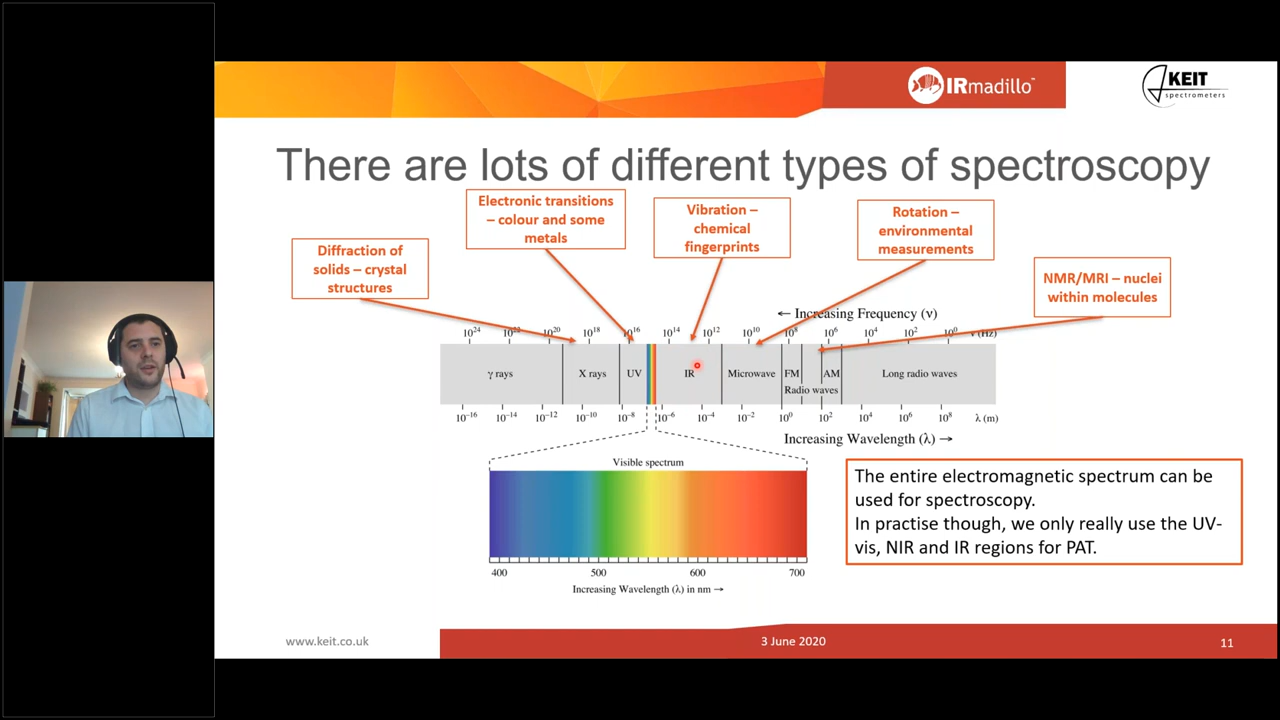 IRmadillo™
KEIT
spectrometers
There are lots of different types of spectroscopy
Electronic transitions
– colour and some
metals
Vibration –
chemical
fingerprints
Rotation –
environmental
measurements
Diffraction of
solids – crystal
structures
NMR/MRI – nuclei
within molecules
← Increasing Frequency (ν)
10²⁴ 10²² 10²⁰ 10¹⁸ 10¹⁶ 10¹⁴ 10¹² 10¹⁰ 10⁸ 10⁶ 10⁴ 10² 10⁰ ν (Hz)
γ rays X rays UV IR Microwave FM AM Long radio waves
Radio waves
10⁻¹⁶ 10⁻¹⁴ 10⁻¹² 10⁻¹⁰ 10⁻⁸ 10⁻⁶ 10⁻⁴ 10⁻² 10⁰ 10² 10⁴ 10⁶ 10⁸ λ (m)
Increasing Wavelength (λ) →
Visible spectrum
400 500 600 700
Increasing Wavelength (λ) in nm →
The entire electromagnetic spectrum can be
used for spectroscopy.
In practise though, we only really use the UV-
vis, NIR and IR regions for PAT.
www.keit.co.uk
3 June 2020
11